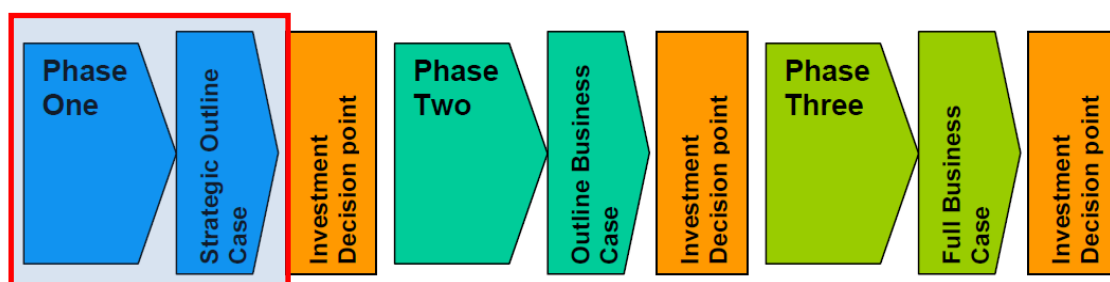 Phase
One
Strategic Outline
Case
Investment
Decision point
Phase
Two
Outline Business
Case
Investment
Decision point
Phase
Three
Full Business
Case
Investment
Decision point